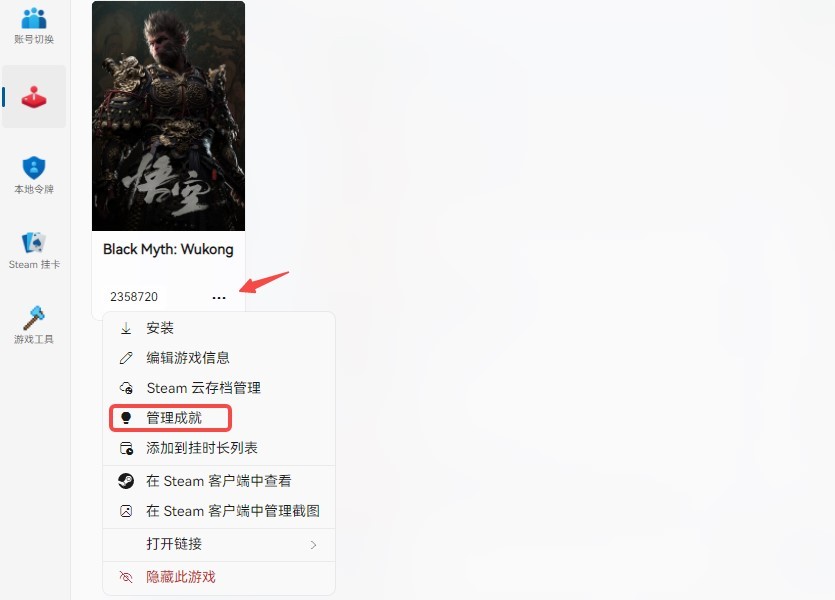 账号切换
本地令牌
Steam 挂卡
游戏工具
悟空
Black Myth: Wukong
2358720
...
安装
编辑游戏信息
Steam 云存档管理
管理成就
添加到挂时长列表
在 Steam 客户端中查看
在 Steam 客户端中管理截图
打开链接
隐藏此游戏